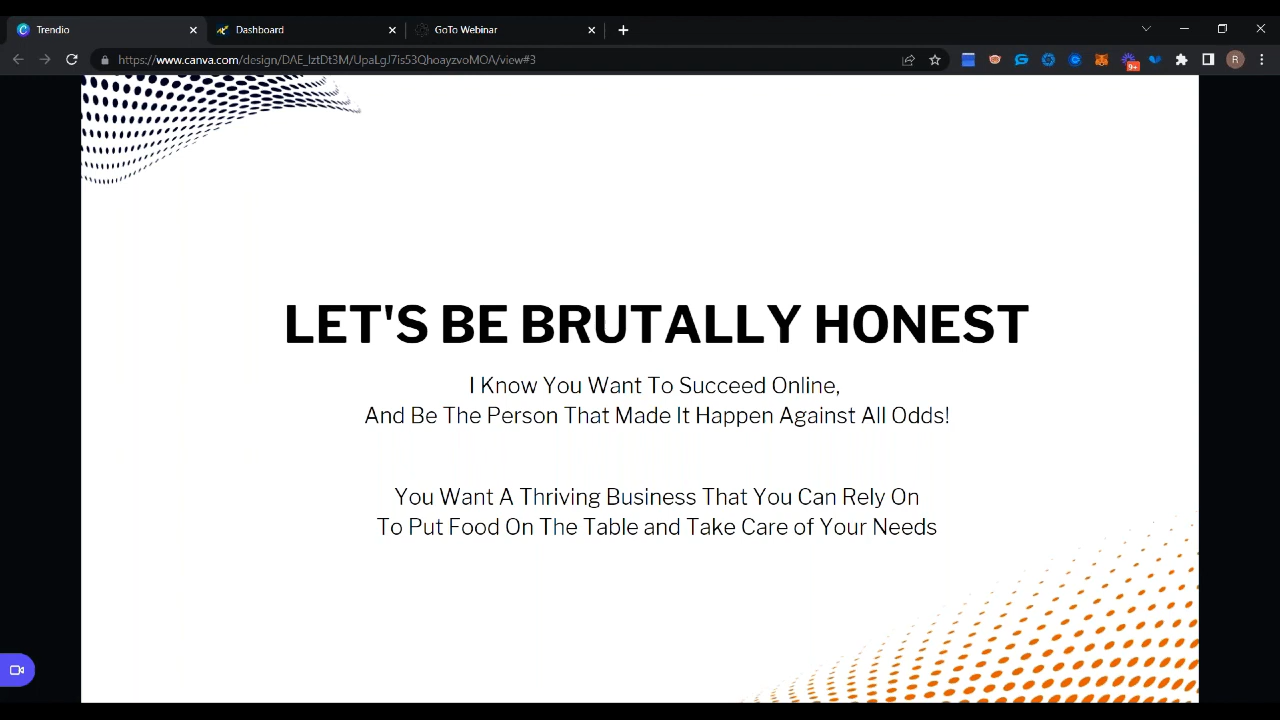 Trendio
Dashboard
GoTo Webinar
https://www.canva.com/design/DAE_lztDt3M/UpaLgJ7is53QhoayzvoMOA/view#3
9+
R
LET'S BE BRUTALLY HONEST
I Know You Want To Succeed Online,
And Be The Person That Made It Happen Against All Odds!
You Want A Thriving Business That You Can Rely On
To Put Food On The Table and Take Care of Your Needs